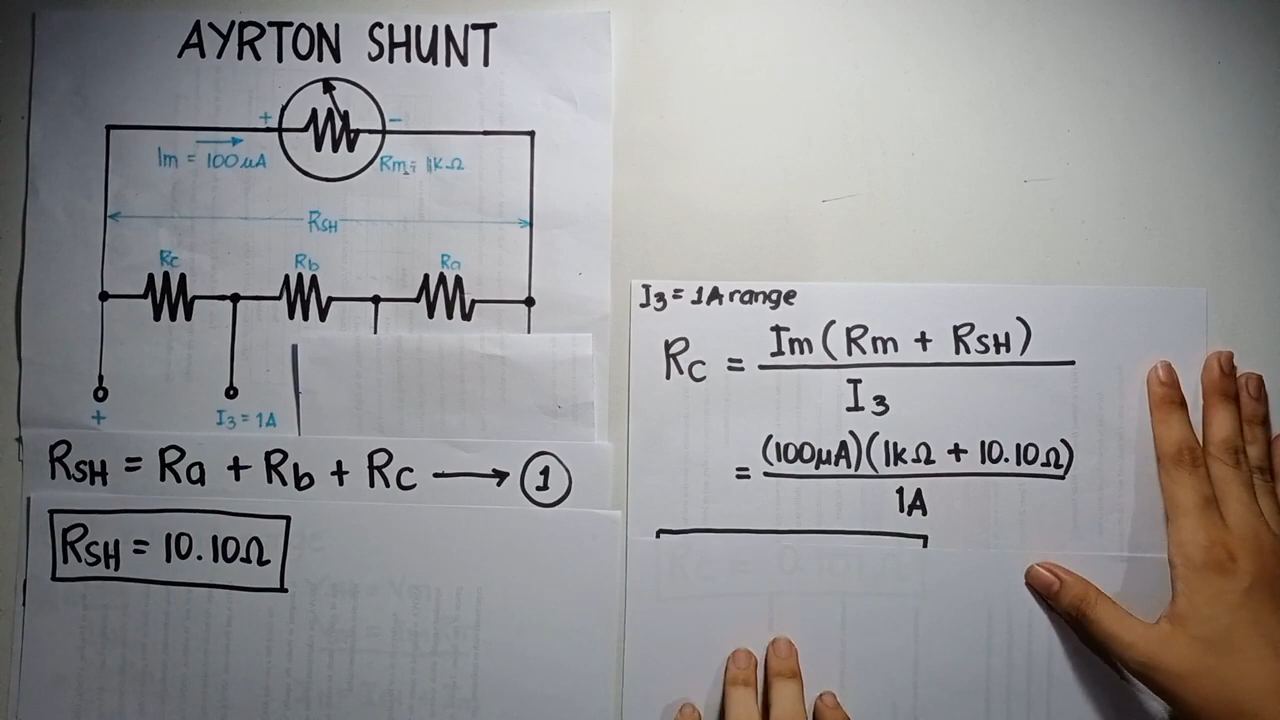 AYRTON SHUNT
+ -
Im = 100μA
Rm = 1kΩ
RSH
Rc Rb Ra
+
I3 = 1A
RSH = Ra + Rb + Rc ⟶ ①
RSH = 10.10Ω
I3 = 1A range
RC = Im (Rm + RSH)
I3
= (100μA)(1kΩ + 10.10Ω)
1A